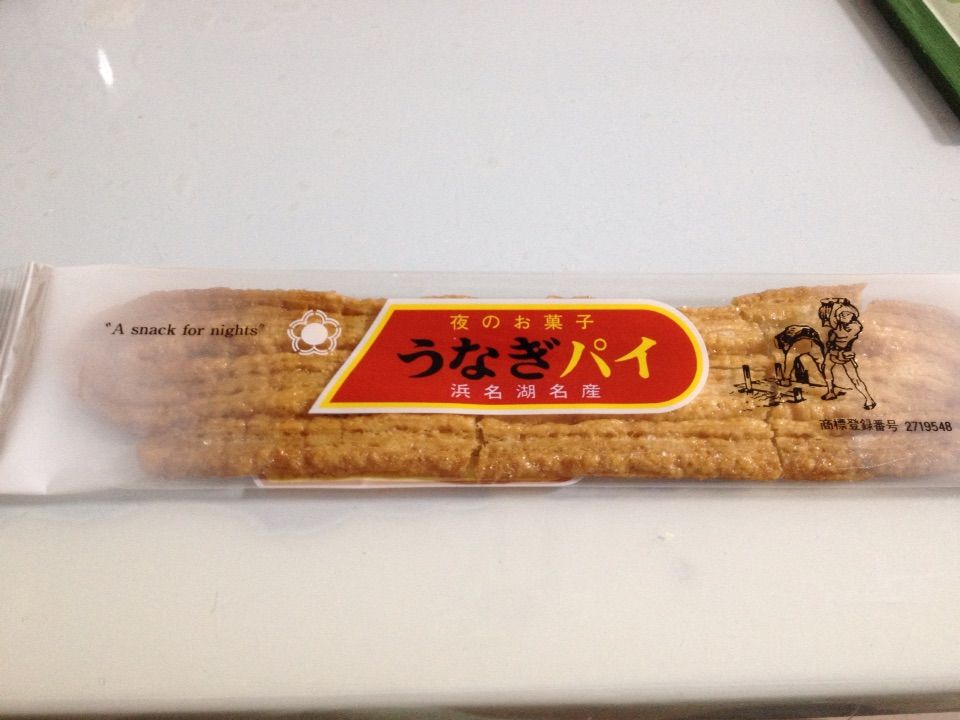 "A snack for nights"
夜のお菓子
うなぎパイ
浜名湖名産
商標登録番号 2719548